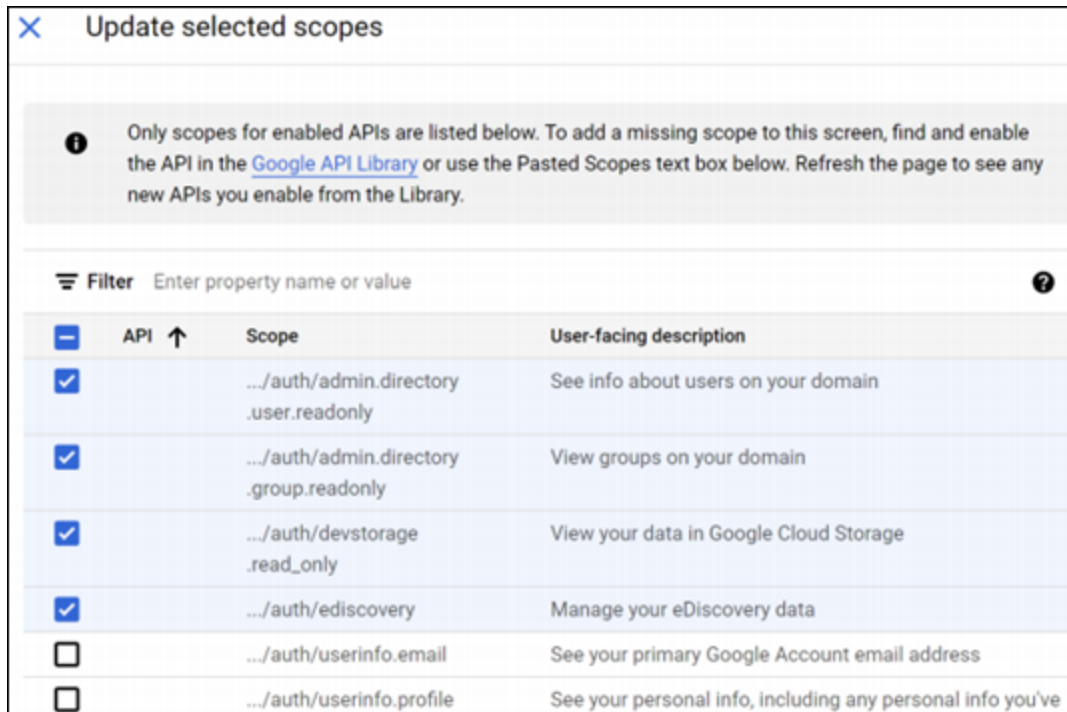 Update selected scopes
Only scopes for enabled APIs are listed below. To add a missing scope to this screen, find and enable
the API in the Google API Library or use the Pasted Scopes text box below. Refresh the page to see any
new APIs you enable from the Library.
Filter Enter property name or value
API Scope User-facing description
.../auth/admin.directory See info about users on your domain
.user.readonly
.../auth/admin.directory View groups on your domain
.group.readonly
.../auth/devstorage View your data in Google Cloud Storage
.read_only
.../auth/ediscovery Manage your eDiscovery data
.../auth/userinfo.email See your primary Google Account email address
.../auth/userinfo.profile See your personal info, including any personal info you've